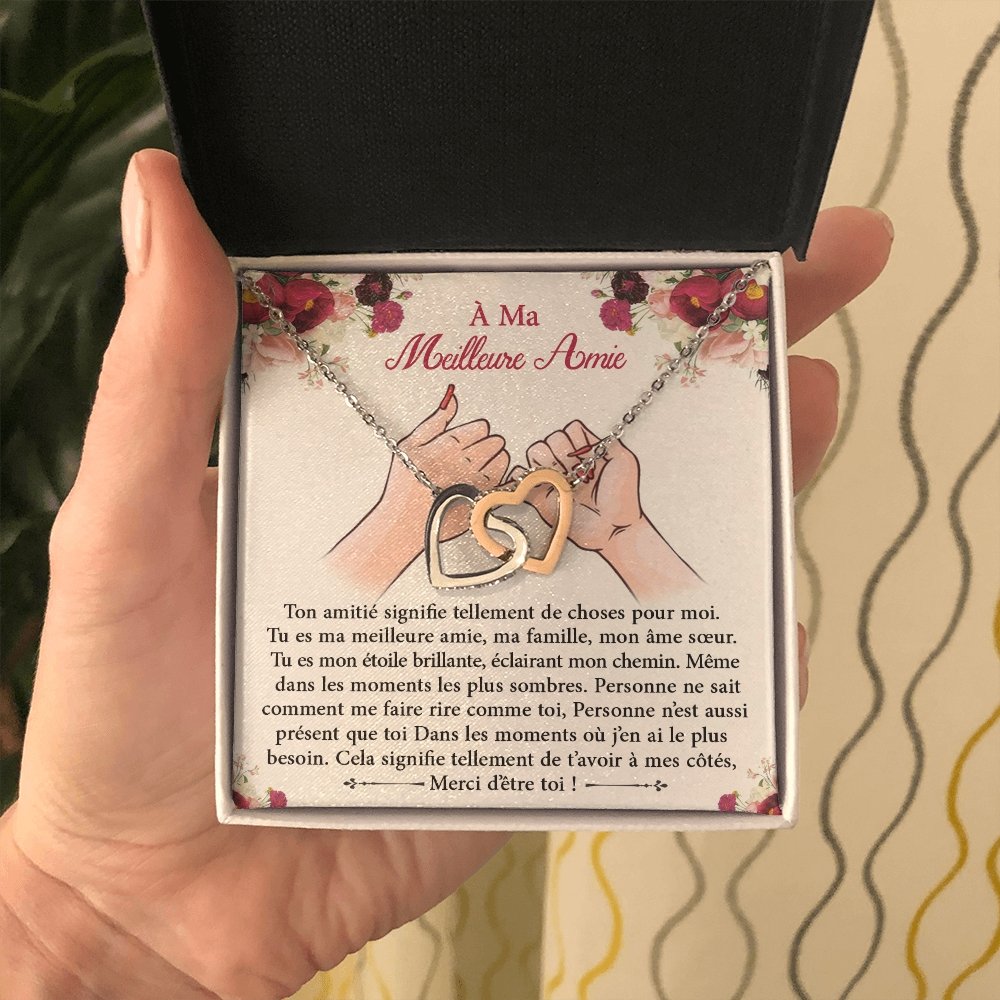 À Ma
Meilleure Amie
Ton amitié signifie tellement de choses pour moi.
Tu es ma meilleure amie, ma famille, mon âme sœur.
Tu es mon étoile brillante, éclairant mon chemin. Même
dans les moments les plus sombres. Personne ne sait
comment me faire rire comme toi, Personne n'est aussi
présent que toi Dans les moments où j'en ai le plus
besoin. Cela signifie tellement de t'avoir à mes côtés,
Merci d'être toi !